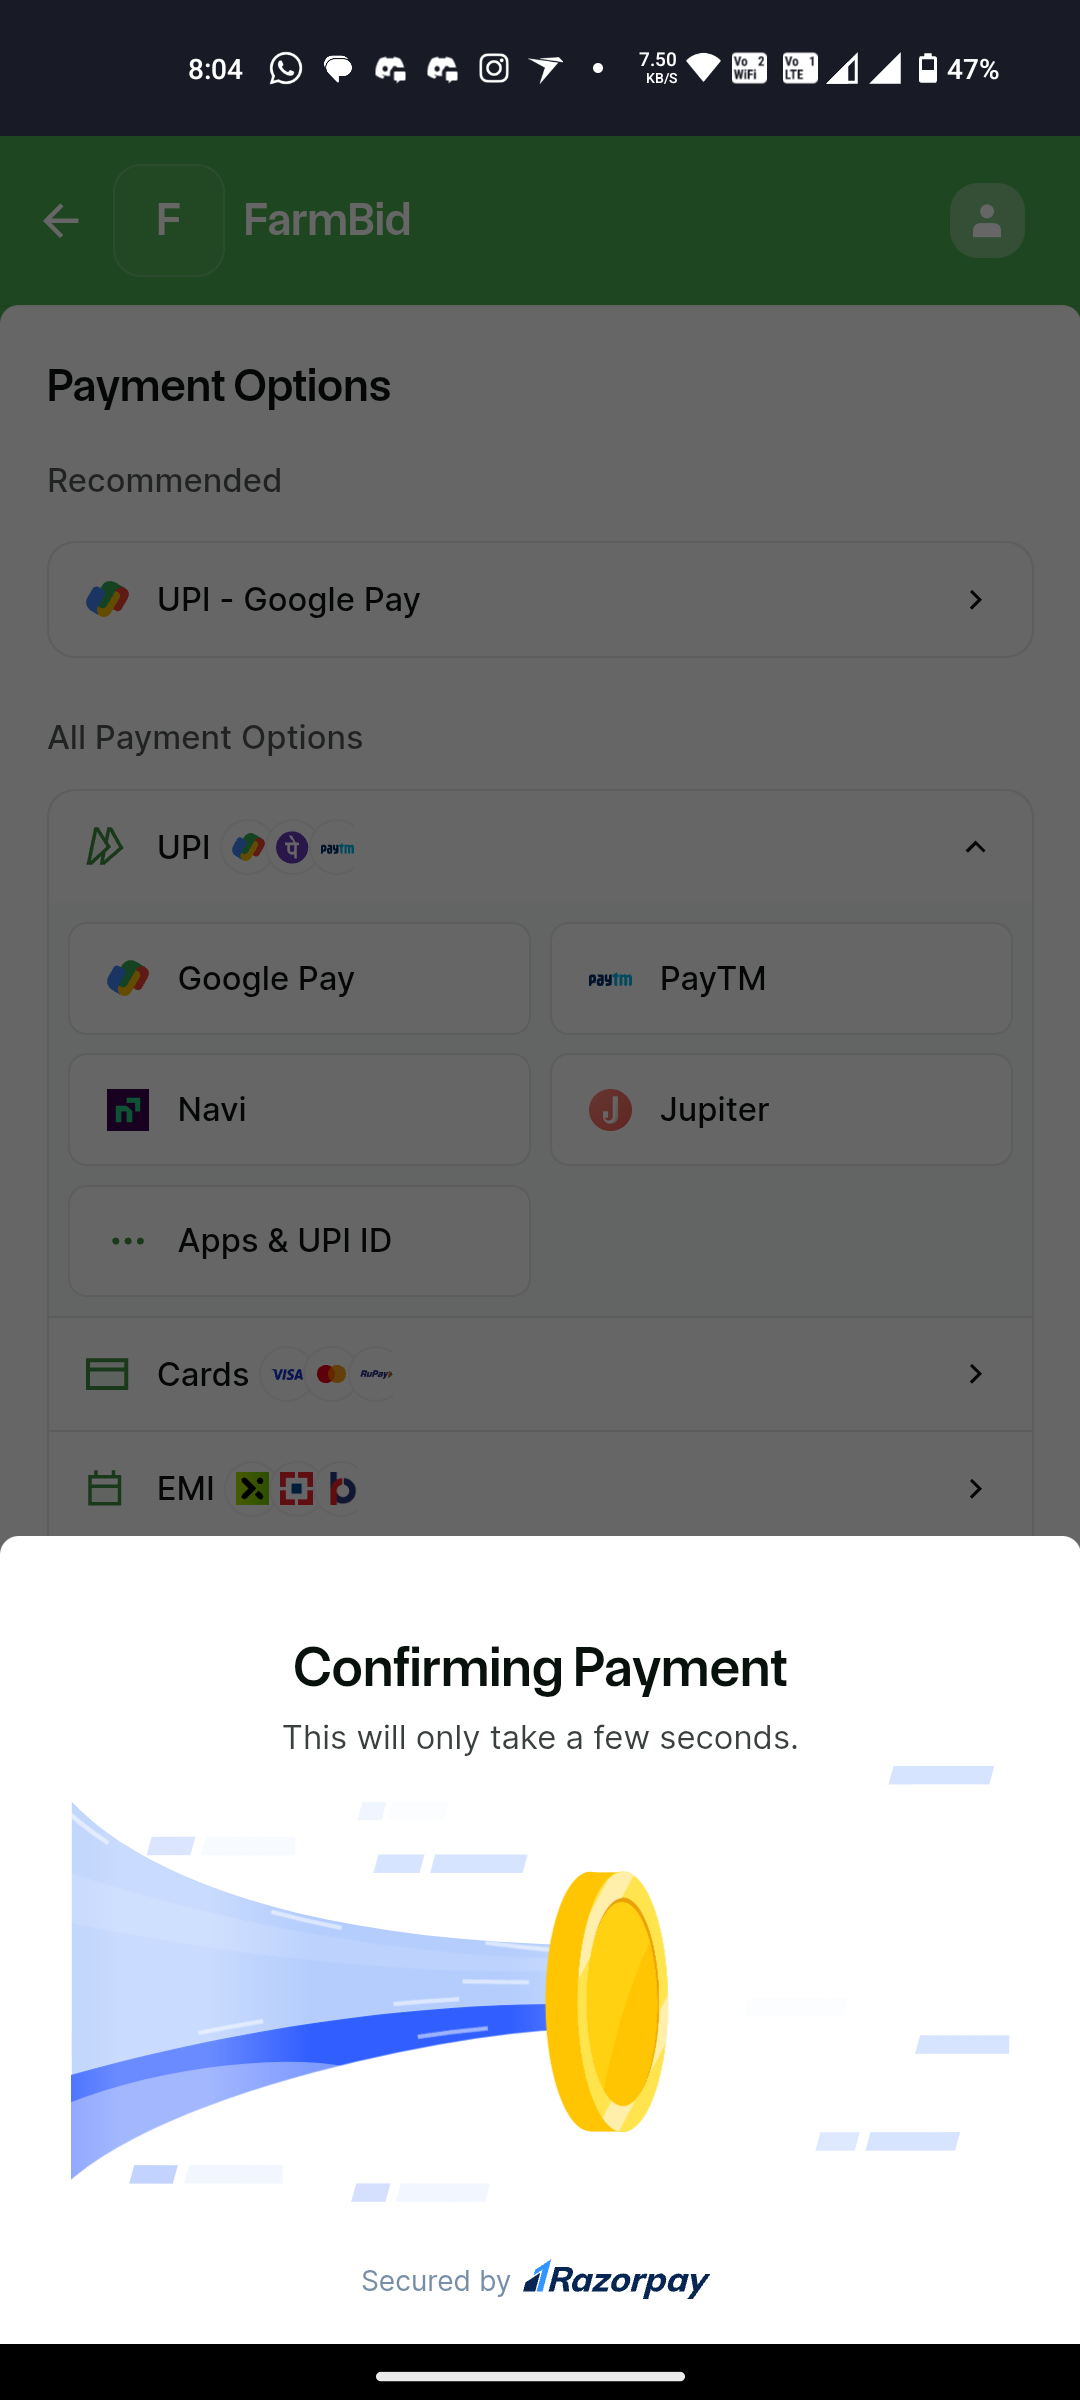 8:04
7.50
KB/S
Vo 2
WiFi
Vo 1
LTE
47%
F
FarmBid
Payment Options
Recommended
UPI - Google Pay
All Payment Options
UPI पे paytm
Google Pay
paytm PayTM
Navi
J Jupiter
Apps & UPI ID
Cards VISA RuPay
EMI
Confirming Payment
This will only take a few seconds.
Secured by Razorpay